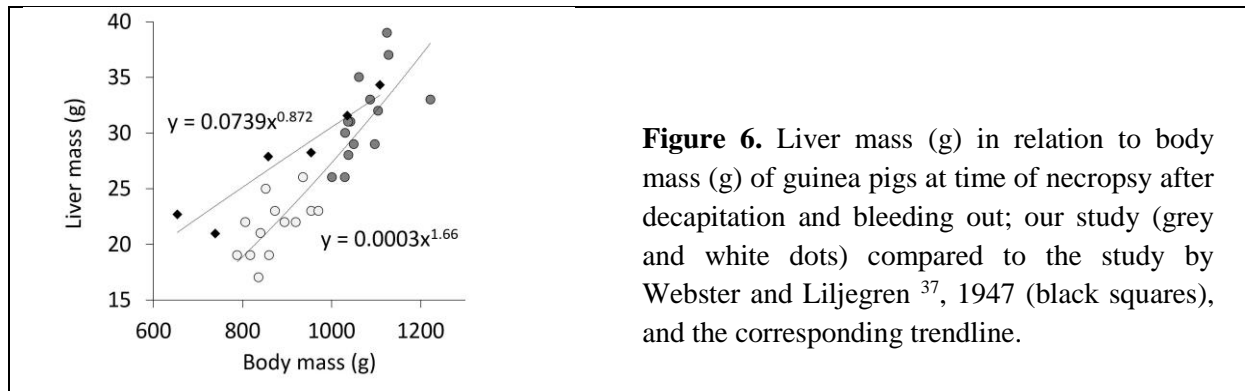 40
35
30
25
20
15
Liver mass (g)
y = 0.0739x^0.872
y = 0.0003x^1.66
600 800 1000 1200
Body mass (g)
Figure 6. Liver mass (g) in relation to body
mass (g) of guinea pigs at time of necropsy after
decapitation and bleeding out; our study (grey
and white dots) compared to the study by
Webster and Liljegren ³⁷, 1947 (black squares),
and the corresponding trendline.